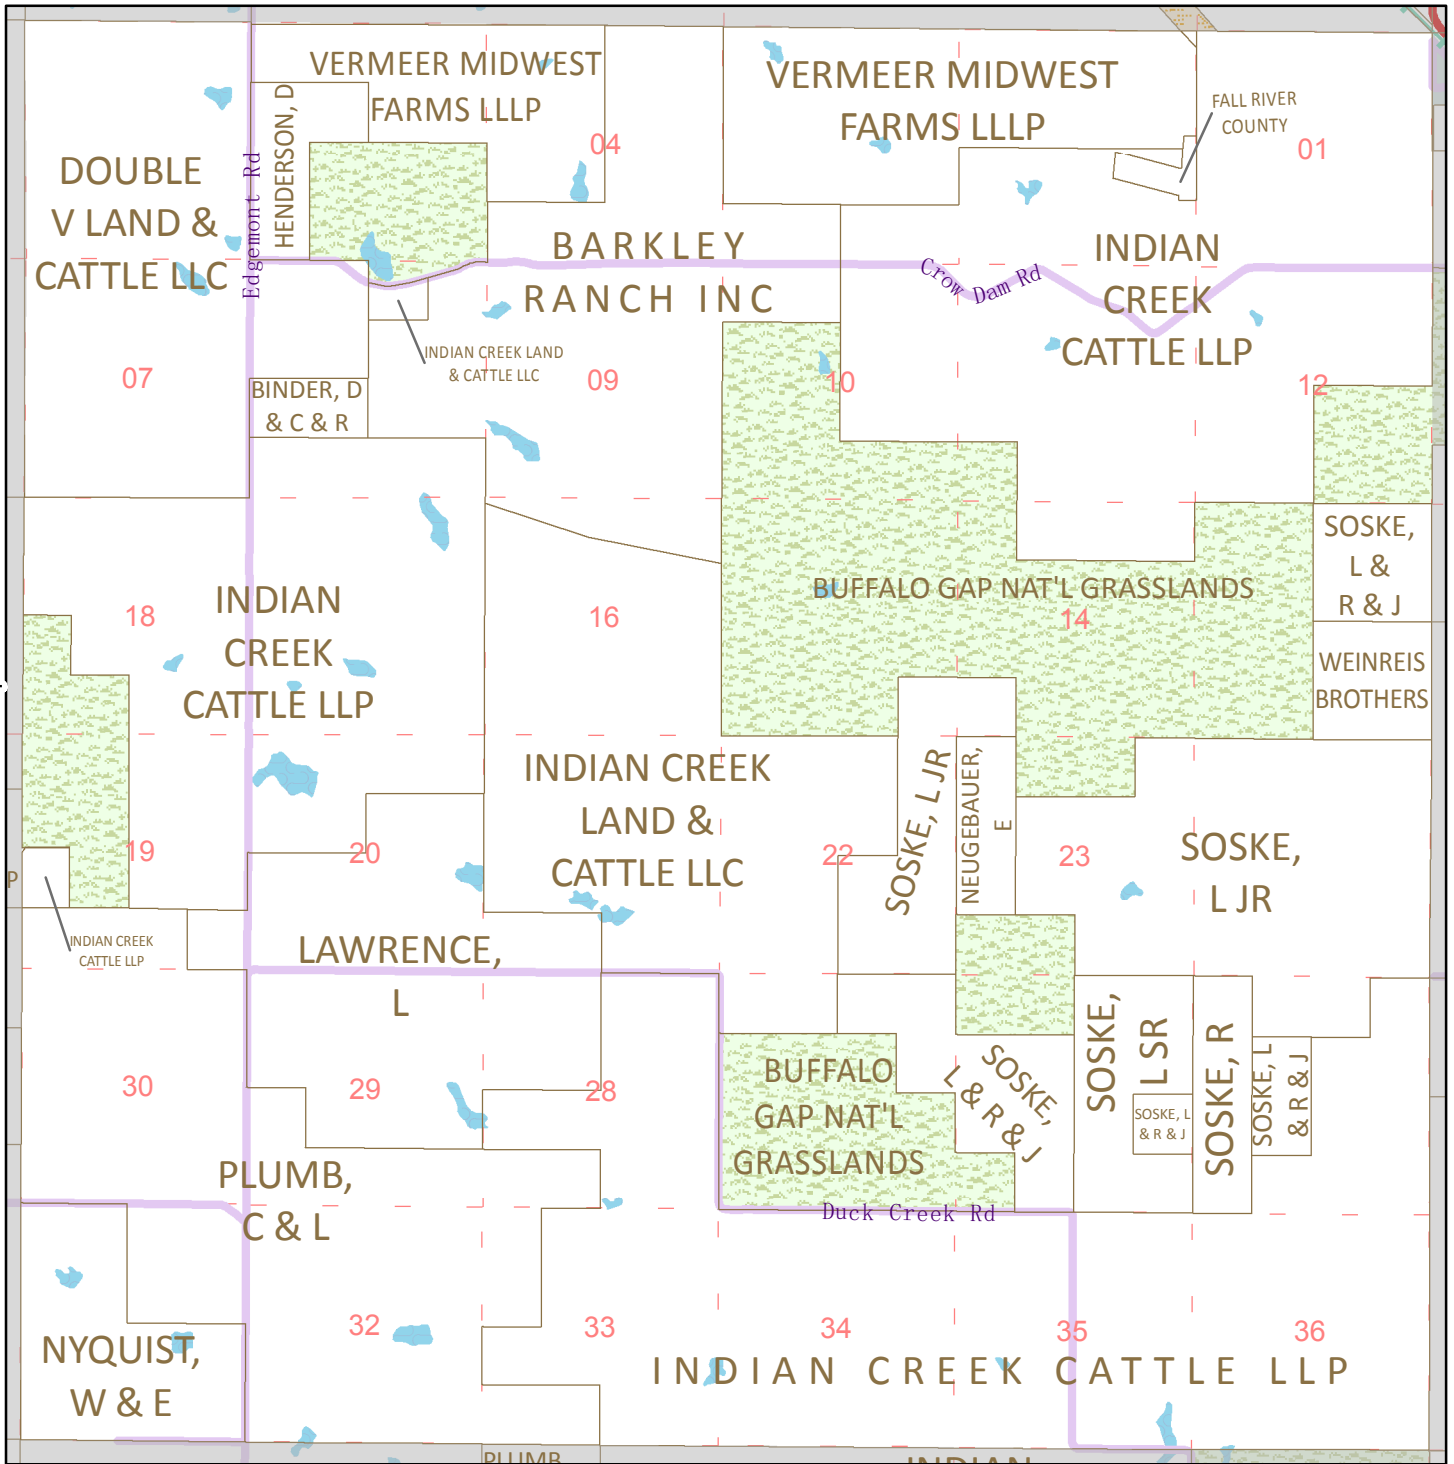 VERMEER MIDWEST
FARMS LLLP
VERMEER MIDWEST
FARMS LLLP
FALL RIVER
COUNTY
HENDERSON, D
04
01
DOUBLE
V LAND &
CATTLE LLC
Edgemont Rd
BARKLEY
RANCH INC
INDIAN
CREEK
CATTLE LLP
Crow Dam Rd
INDIAN CREEK LAND
& CATTLE LLC
07
BINDER, D
& C & R
09
10
12
SOSKE,
L &
R & J
BUFFALO GAP NAT'L GRASSLANDS
18
INDIAN
CREEK
CATTLE LLP
16
14
WEINREIS
BROTHERS
INDIAN CREEK
LAND &
CATTLE LLC
SOSKE, L JR
NEUGEBAUER,
E
19
20
22
23
SOSKE,
L JR
P
INDIAN CREEK
CATTLE LLP
LAWRENCE,
L
30
29
28
BUFFALO
GAP NAT'L
GRASSLANDS
SOSKE,
L & R & J
SOSKE,
L SR
SOSKE, L
& R & J
SOSKE, R
SOSKE, L
& R & J
PLUMB,
C & L
Duck Creek Rd
32
33
34
35
36
NYQUIST,
W & E
INDIAN CREEK CATTLE LLP
PLUMB
INDIAN